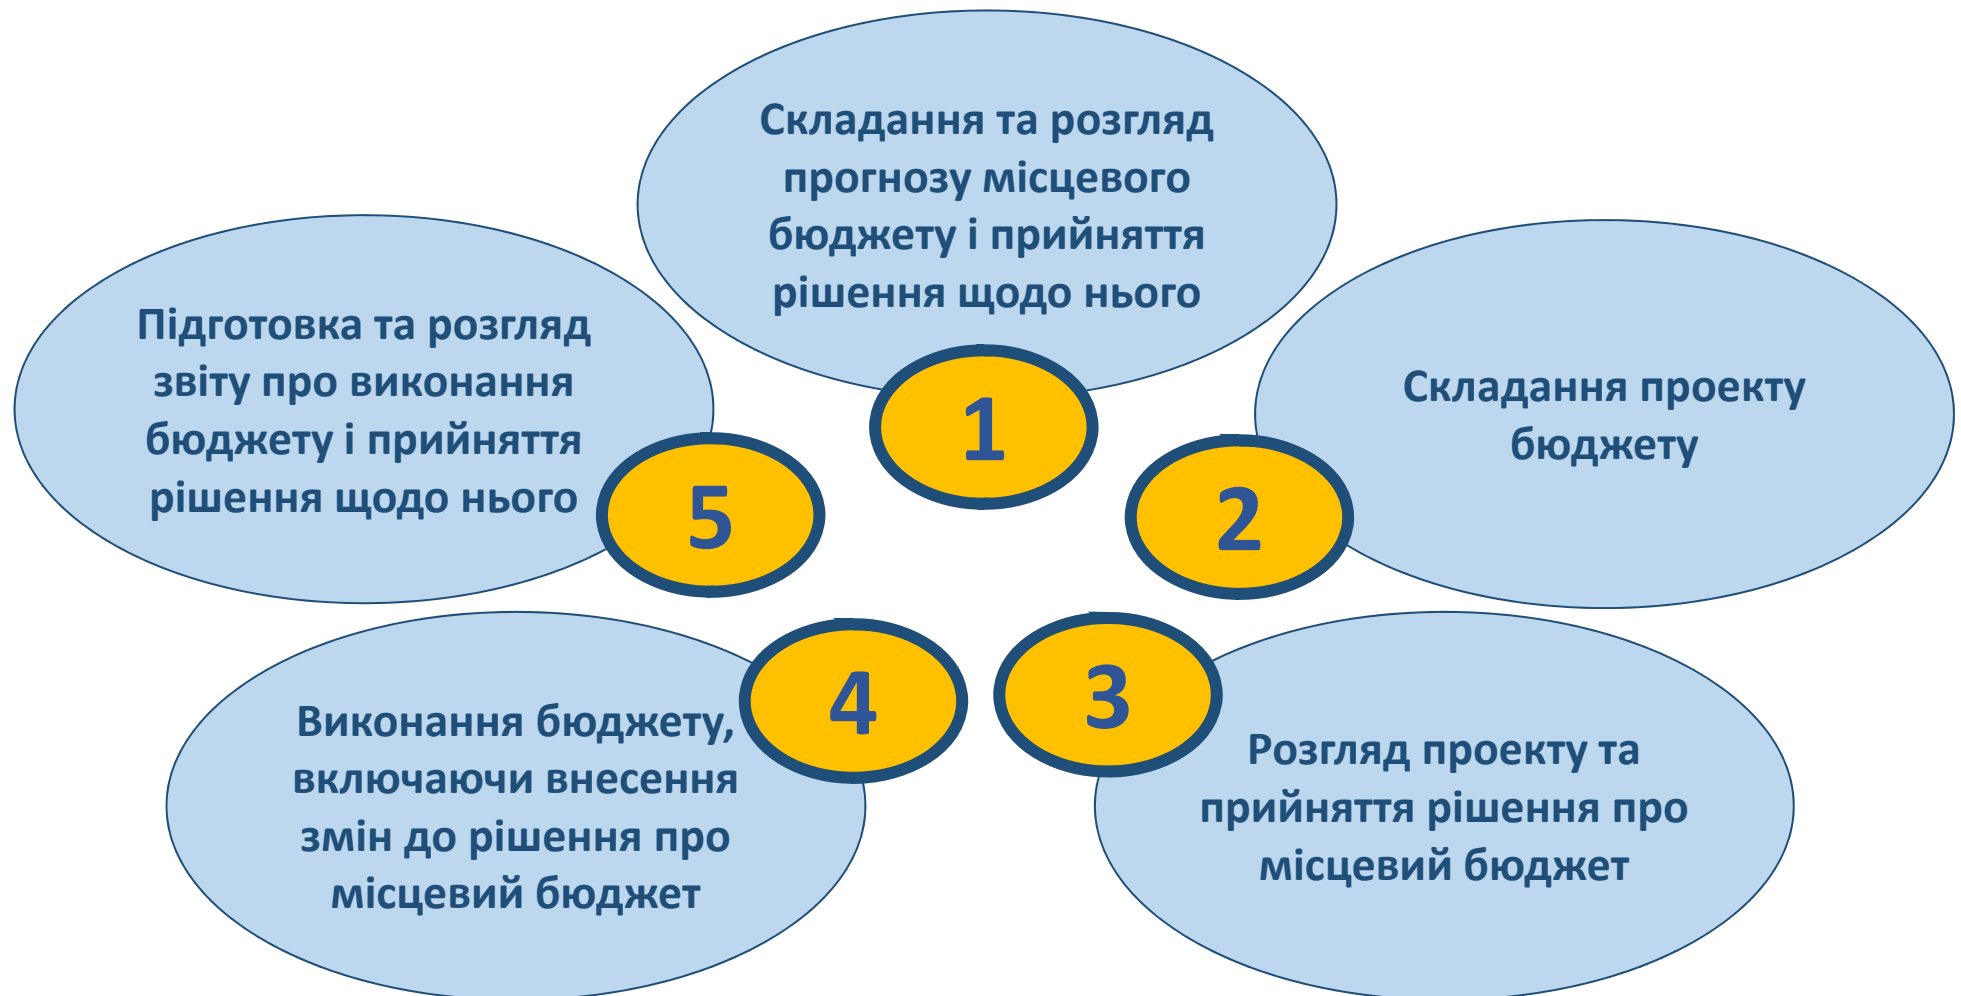 Складання та розгляд
прогнозу місцевого
бюджету і прийняття
рішення щодо нього
1
Складання проекту
бюджету
2
Розгляд проекту та
прийняття рішення про
місцевий бюджет
3
Виконання бюджету,
включаючи внесення
змін до рішення про
місцевий бюджет
4
Підготовка та розгляд
звіту про виконання
бюджету і прийняття
рішення щодо нього
5